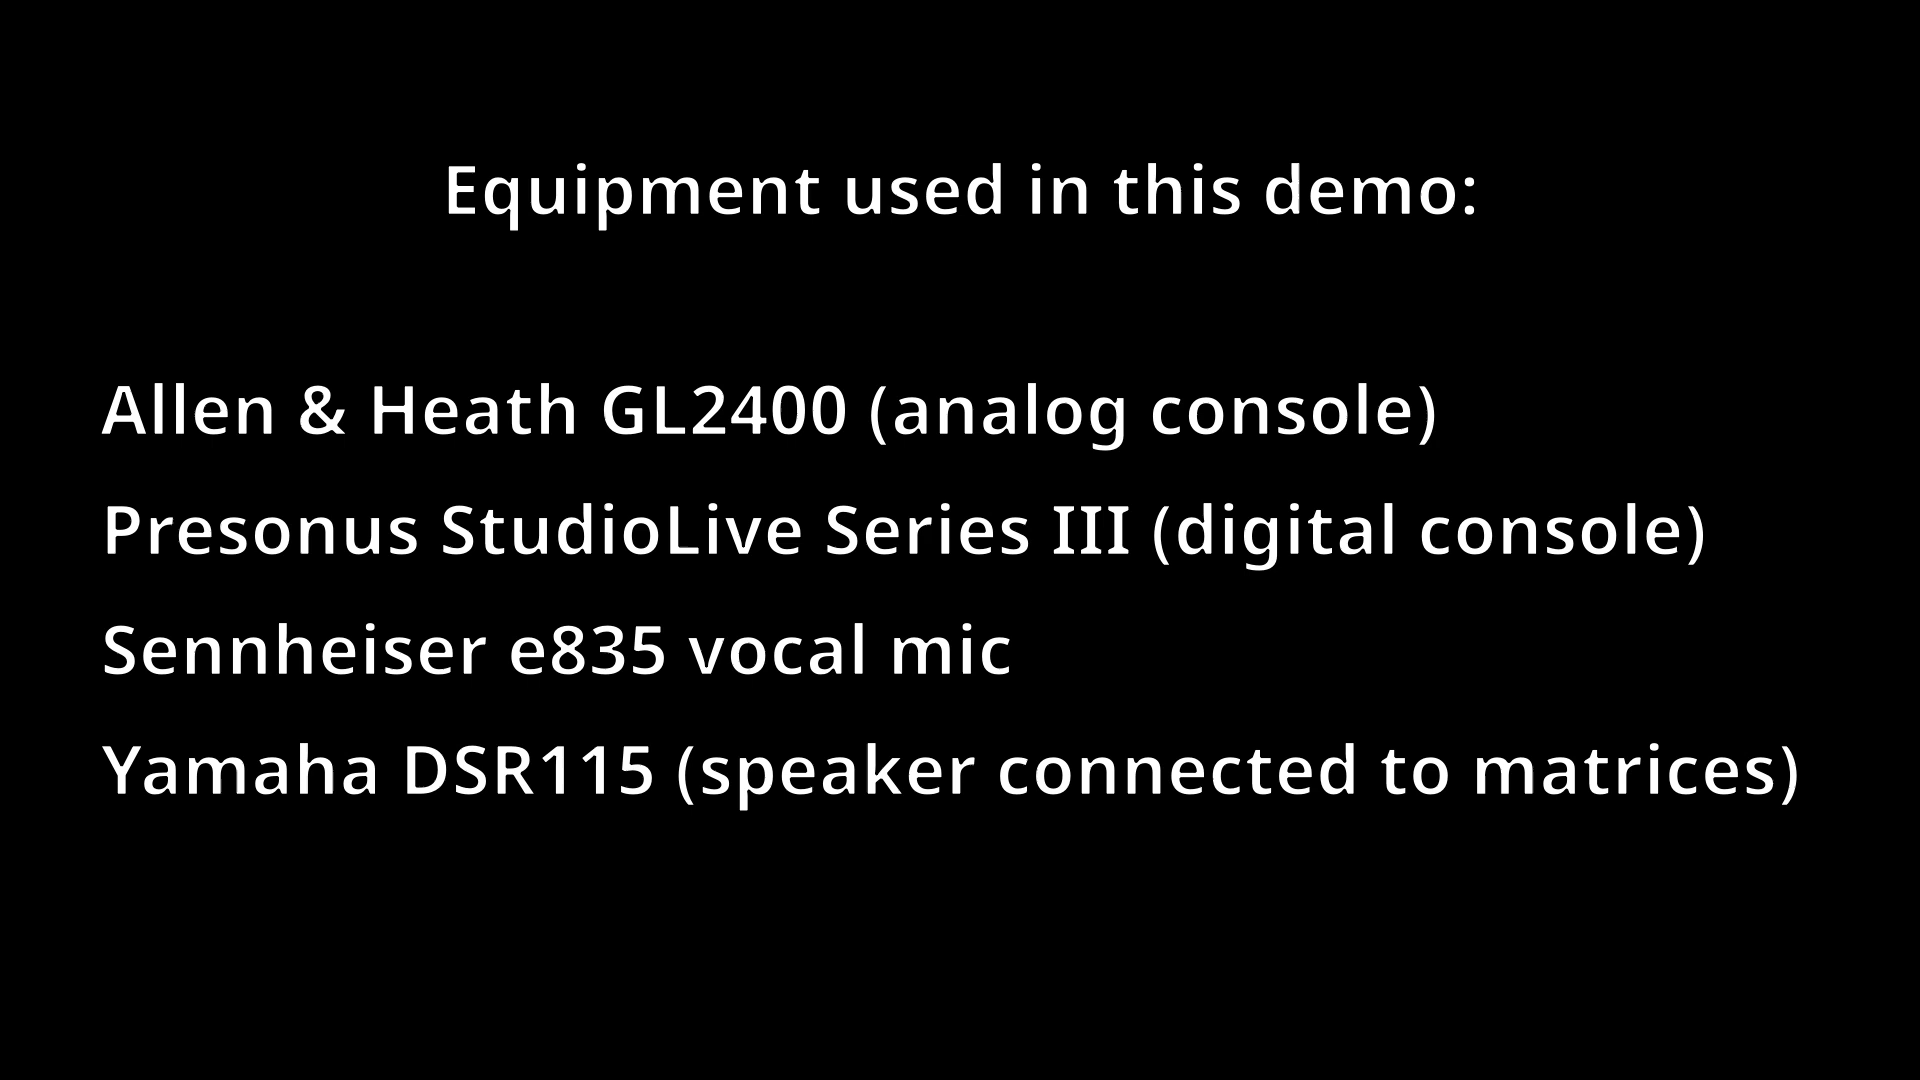 Equipment used in this demo:
Allen & Heath GL2400 (analog console)
Presonus StudioLive Series III (digital console)
Sennheiser e835 vocal mic
Yamaha DSR115 (speaker connected to matrices)